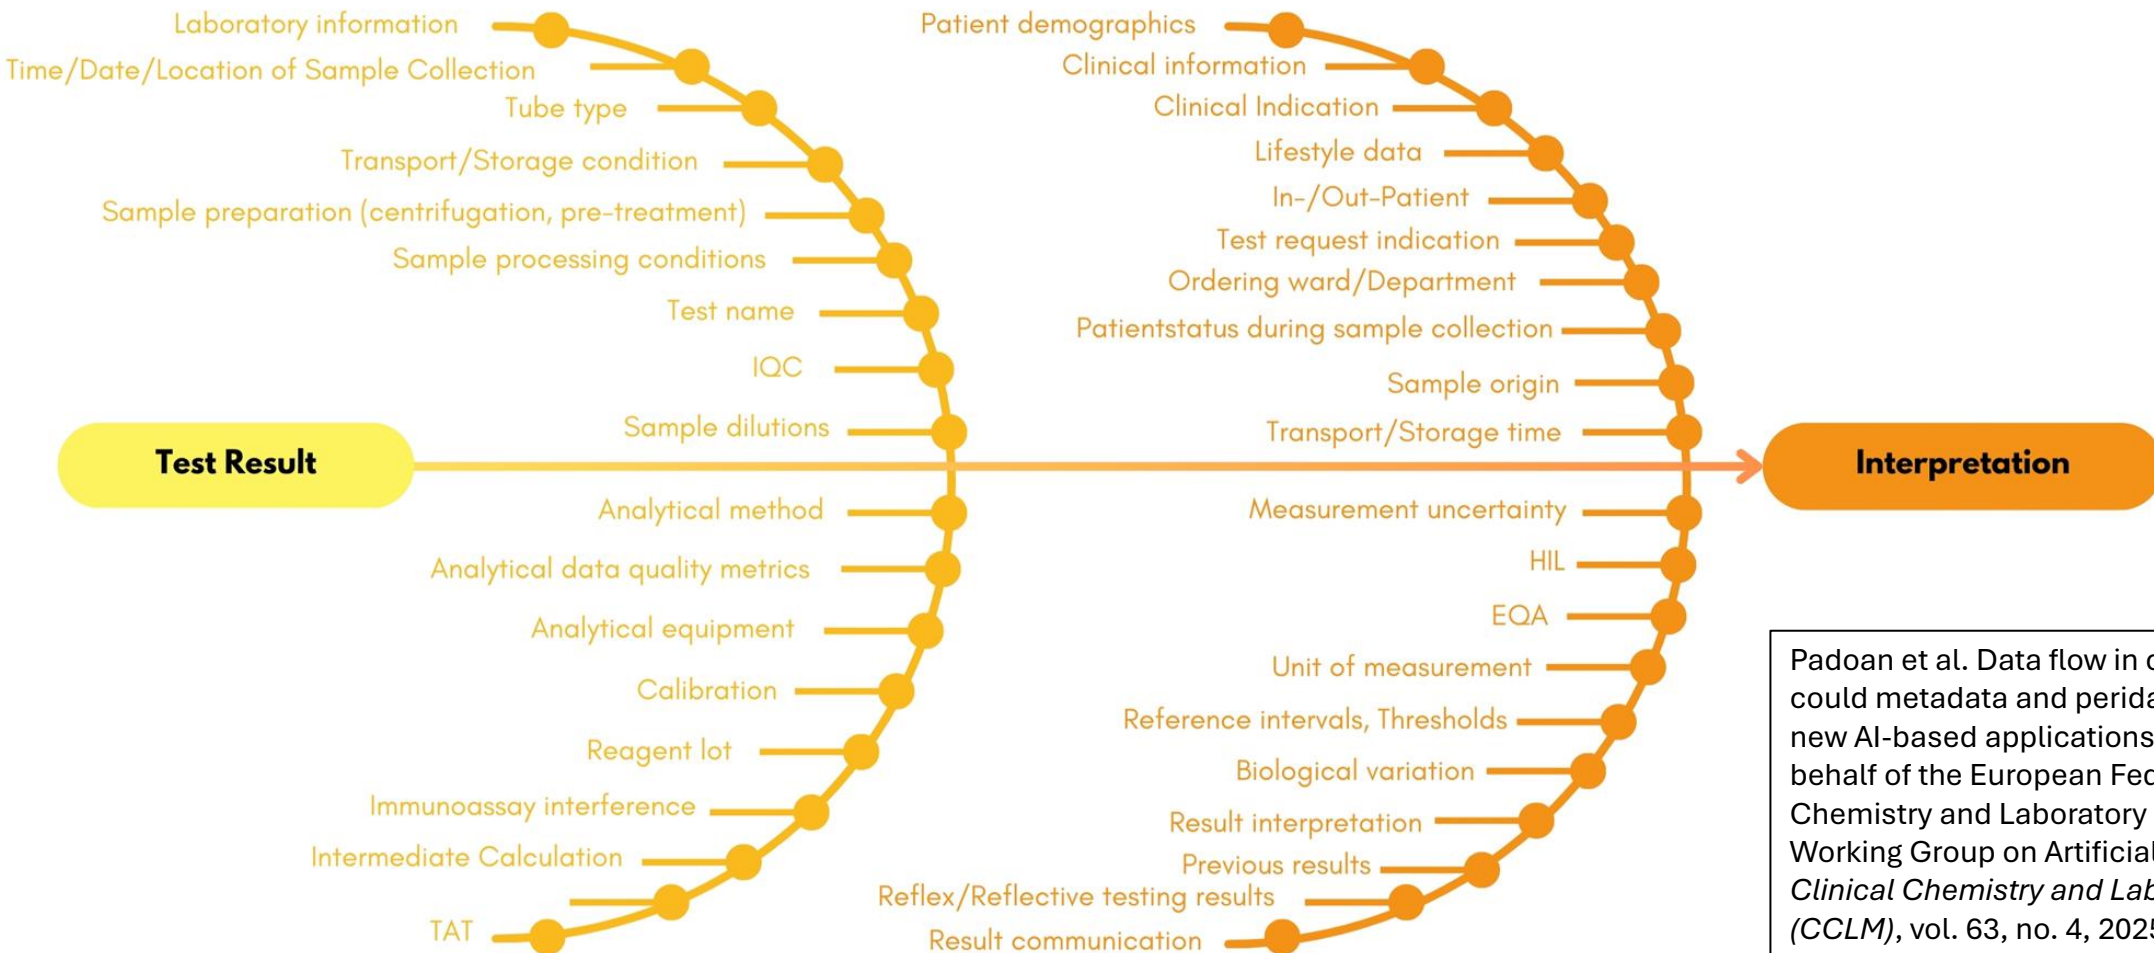 Laboratory information
Time/Date/Location of Sample Collection
Tube type
Transport/Storage condition
Sample preparation (centrifugation, pre-treatment)
Sample processing conditions
Test name
IQC
Sample dilutions
Test Result
Analytical method
Analytical data quality metrics
Analytical equipment
Calibration
Reagent lot
Immunoassay interference
Intermediate Calculation
TAT
Patient demographics
Clinical information
Clinical Indication
Lifestyle data
In-/Out-Patient
Test request indication
Ordering ward/Department
Patientstatus during sample collection
Sample origin
Transport/Storage time
Measurement uncertainty
HIL
EQA
Unit of measurement
Reference intervals, Thresholds
Biological variation
Result interpretation
Previous results
Reflex/Reflective testing results
Result communication
Interpretation
Padoan et al. Data flow in
could metadata and
new AI-based applications
behalf of the European
Chemistry and Laboratory
Working Group on Artificial
Clinical Chemistry and
(CCLM), vol. 63, no. 4, 2025